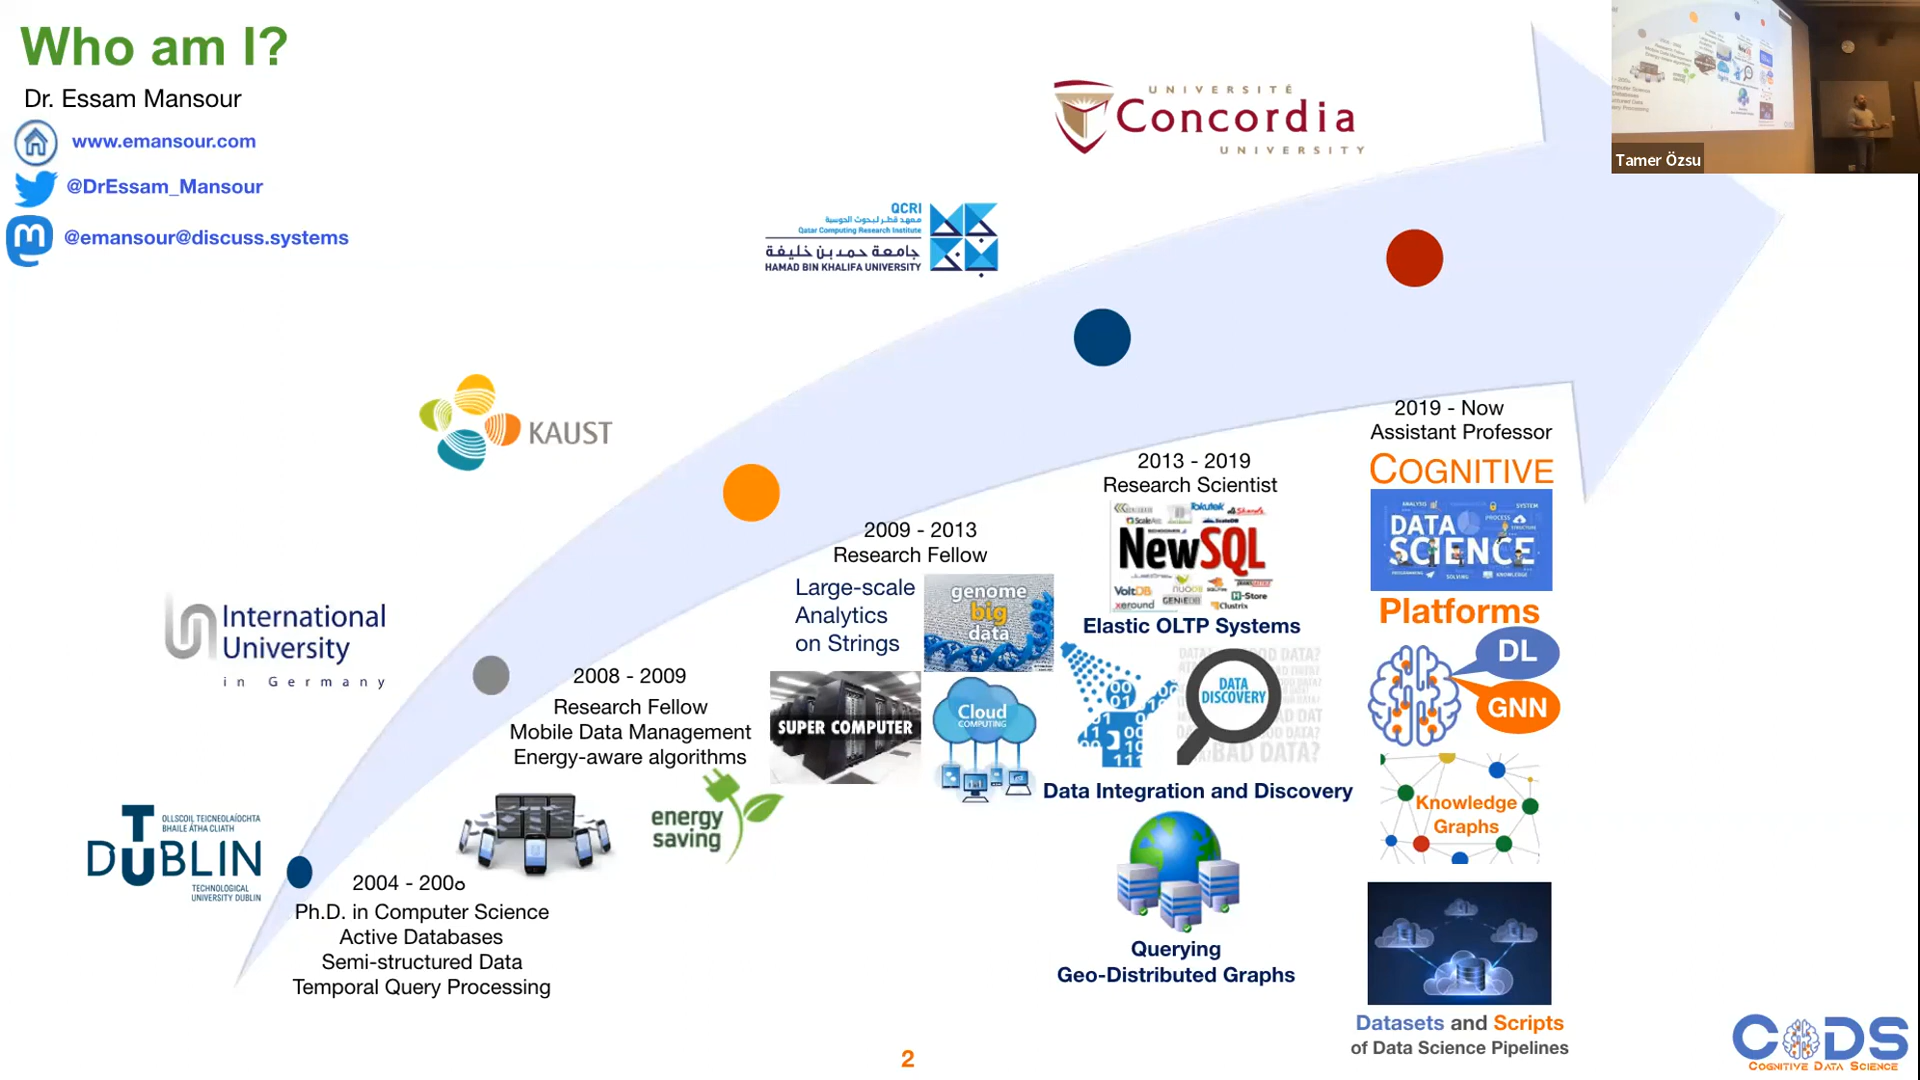 Who am I?
Dr. Essam Mansour
www.emansour.com
@DrEssam_Mansour
@emansour@discuss.systems
Tamer Özsu
UNIVERSITÉ
Concordia
UNIVERSITY
QCRI
معهد قطر لبحوث الحوسبة
Qatar Computing Research Institute
جامعة حمد بن خليفة
HAMAD BIN KHALIFA UNIVERSITY
KAUST
International
University
in Germany
TU
DUBLIN
OLLSCOIL TEICNEOLAÍOCHTA
BHAILE ÁTHA CLIATH
TECHNOLOGICAL
UNIVERSITY DUBLIN
2004 - 200
Ph.D. in Computer Science
Active Databases
Semi-structured Data
Temporal Query Processing
2008 - 2009
Research Fellow
Mobile Data Management
Energy-aware algorithms
energy
saving
2009 - 2013
Research Fellow
Large-scale
Analytics
on Strings
genome
big
data
SUPER COMPUTER
Cloud
COMPUTING
2013 - 2019
Research Scientist
Tokutek
ScaleArc
ScaleDB
NewSQL
VoltDB
NuoDB
GENIEDB
H-Store
xeround
Clustrix
Elastic OLTP Systems
DATA
DISCOVERY
BAD DATA?
Data Integration and Discovery
Querying
Geo-Distributed Graphs
2019 - Now
Assistant Professor
COGNITIVE
ANALYSIS
SYSTEM
PROCESS
DATA
SCIENCE
SOLVING
KNOWLEDGE
Platforms
DL
GNN
Knowledge
Graphs
Datasets and Scripts
of Data Science Pipelines
2
CODS
COGNITIVE DATA SCIENCE